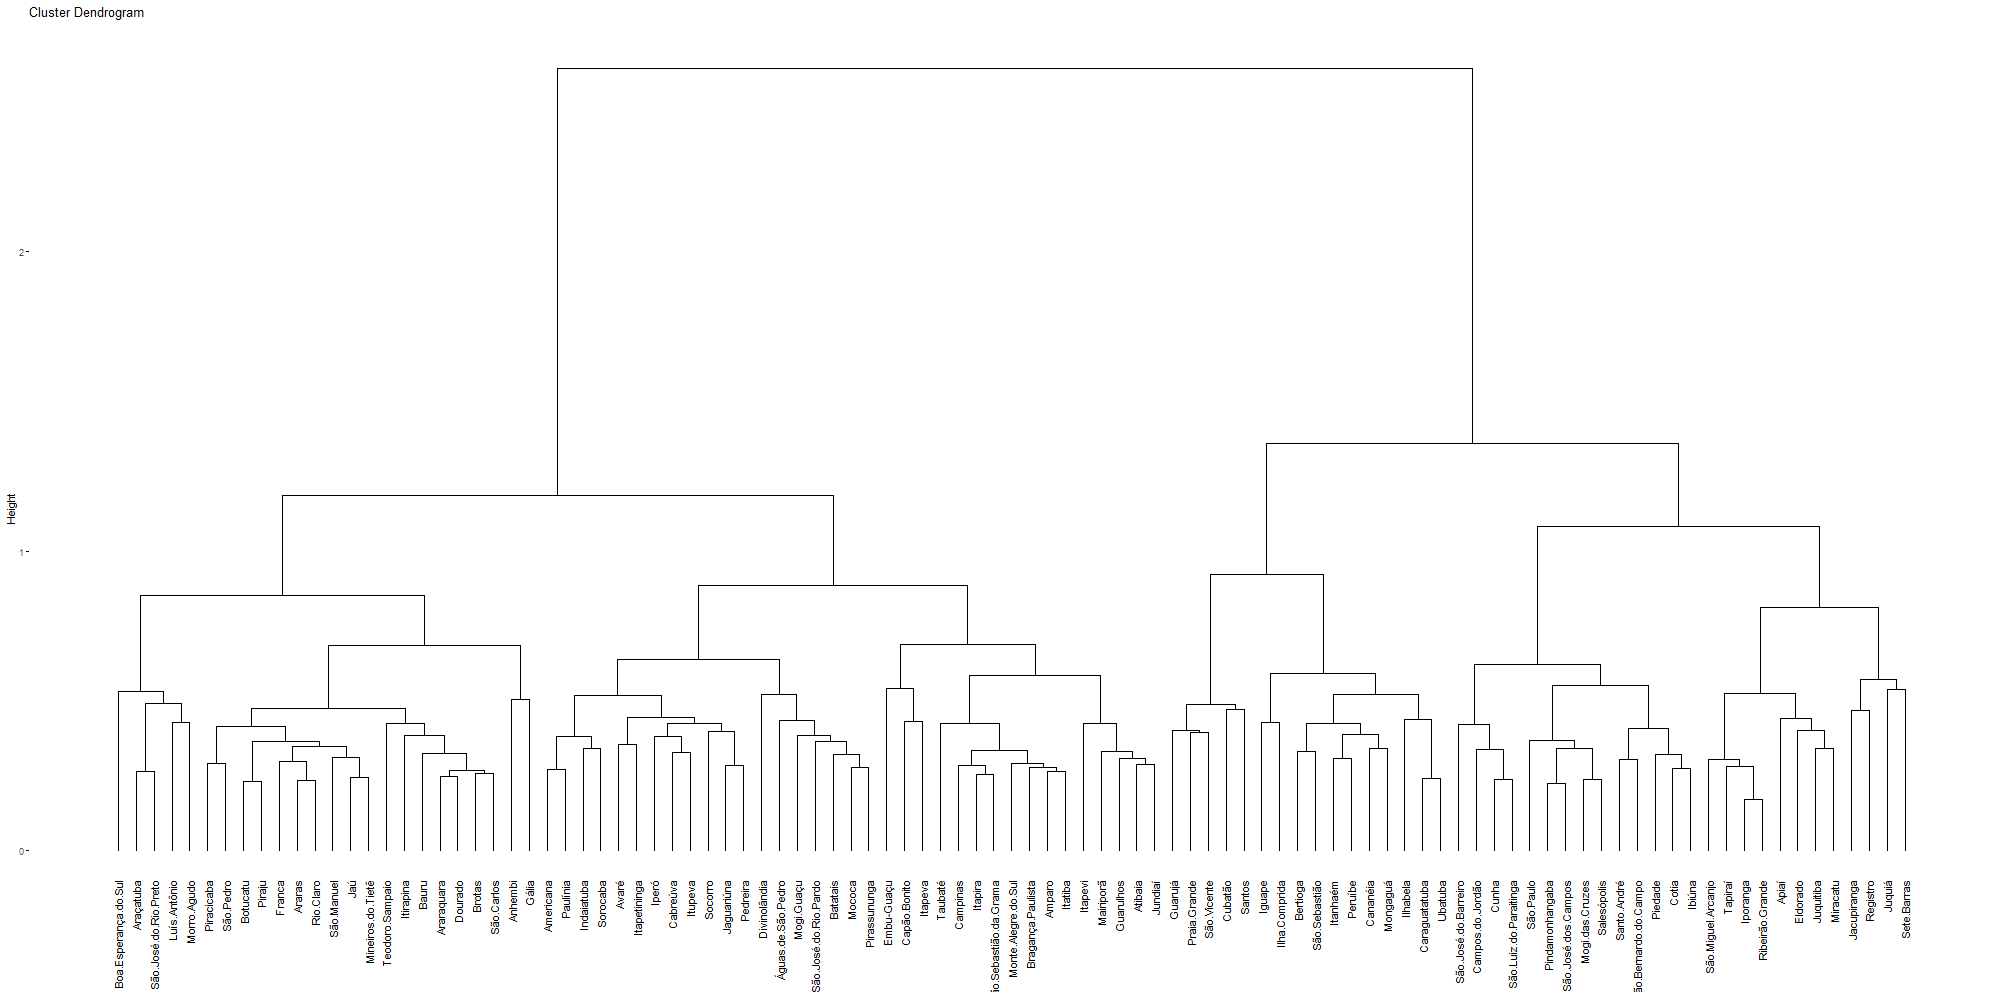 Cluster Dendrogram
Height
2
1
0
Boa.Esperança.do.Sul
Araçatuba
São.José.do.Rio.Preto
Luís.Antônio
Morro.Agudo
Piracicaba
São.Pedro
Botucatu
Piraju
Franca
Araras
Rio.Claro
São.Manuel
Jaú
Mineiros.do.Tietê
Teodoro.Sampaio
Itirapina
Bauru
Araraquara
Dourado
Brotas
São.Carlos
Anhembi
Gália
Americana
Paulínia
Indaiatuba
Sorocaba
Avaré
Itapetininga
Iperó
Cabreúva
Itupeva
Socorro
Jaguariúna
Pedreira
Divinolândia
Águas.de.São.Pedro
Mogi.Guaçu
São.José.do.Rio.Pardo
Batatais
Mococa
Pirassununga
Embu-Guaçu
Capão.Bonito
Itapeva
Taubaté
Campinas
Itapira
ão.Sebastião.da.Grama
Monte.Alegre.do.Sul
Bragança.Paulista
Amparo
Itatiba
Itapevi
Mairiporã
Guarulhos
Atibaia
Jundiaí
Guarujá
Praia.Grande
São.Vicente
Cubatão
Santos
Iguape
Ilha.Comprida
Bertioga
São.Sebastião
Itanhaém
Peruíbe
Cananéia
Mongaguá
Ilhabela
Caraguatatuba
Ubatuba
São.José.do.Barreiro
Campos.do.Jordão
Cunha
São.Luiz.do.Paraitinga
São.Paulo
Pindamonhangaba
São.José.dos.Campos
Mogi.das.Cruzes
Salesópolis
Santo.André
ão.Bernardo.do.Campo
Piedade
Cotia
Ibiúna
São.Miguel.Arcanjo
Tapiraí
Iporanga
Ribeirão.Grande
Apiaí
Eldorado
Juquitiba
Miracatu
Jacupiranga
Registro
Juquiá
Sete.Barras